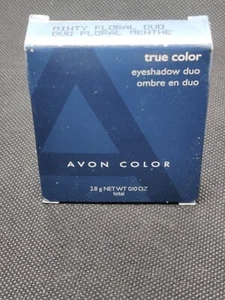 MINTY FLORAL DUO
DUO FLORAL MENTHE
true color
eyeshadow duo
ombre en duo
AVON COLOR
2.8 g NET WT 0.10 OZ
total